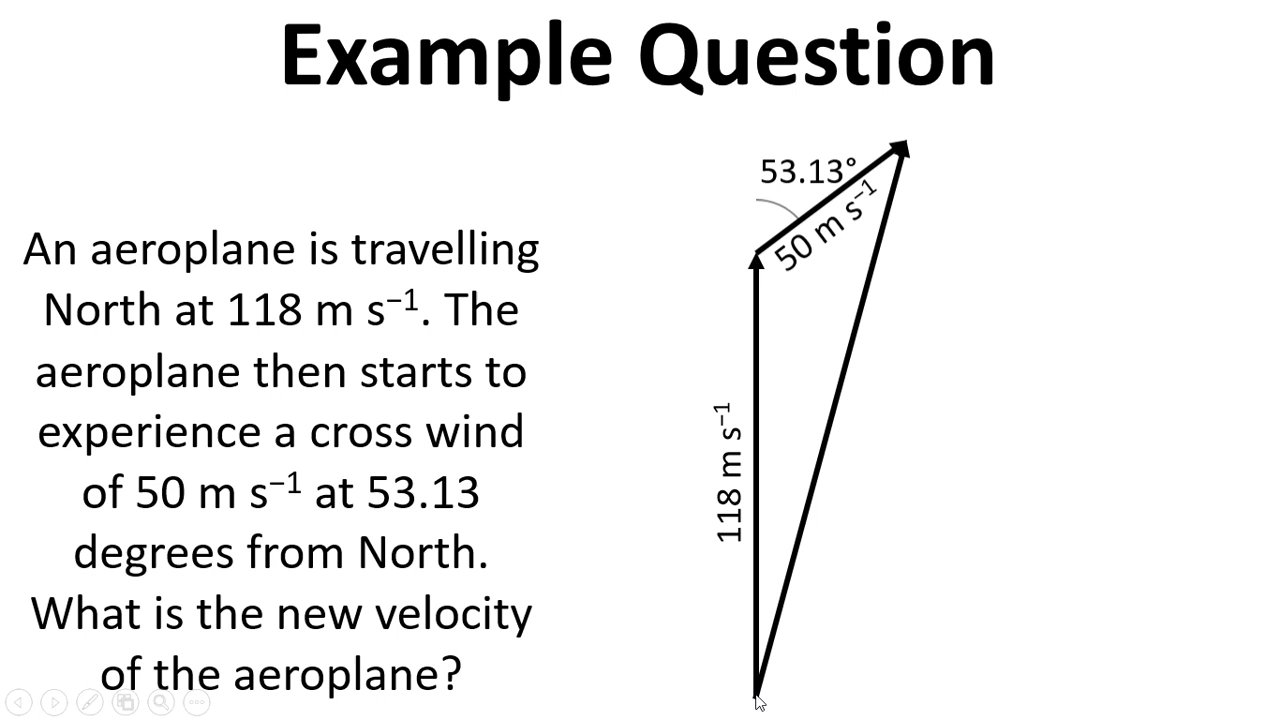 Example Question
An aeroplane is travelling
North at 118 m s⁻¹. The
aeroplane then starts to
experience a cross wind
of 50 m s⁻¹ at 53.13
degrees from North.
What is the new velocity
of the aeroplane?
53.13°
50 m s⁻¹
118 m s⁻¹